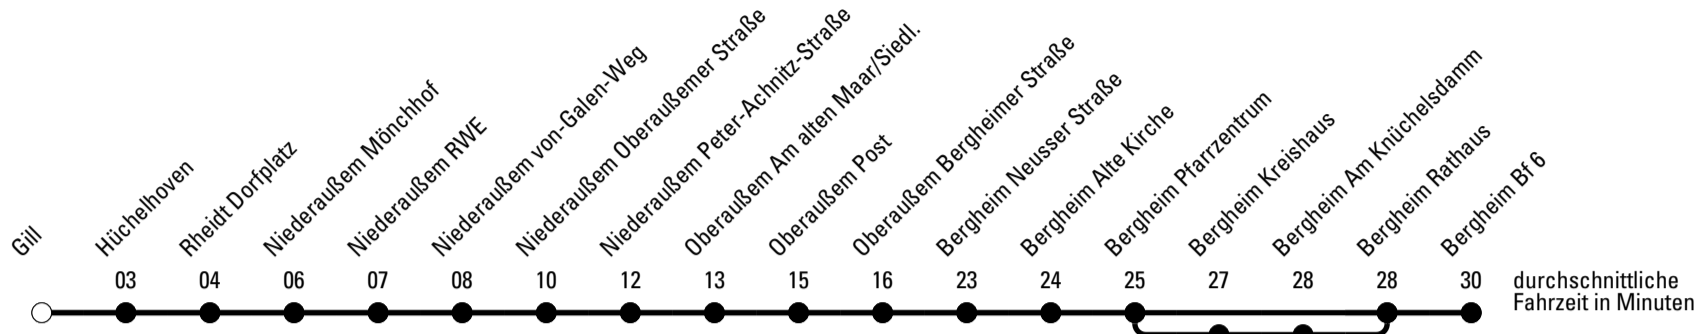 Gill
Hüchelhoven
Rheidt Dorfplatz
Niederaußem Mönchhof
Niederaußem RWE
Niederaußem von-Galen-Weg
Niederaußem Oberaußemer Straße
Niederaußem Peter-Achnitz-Straße
Oberaußem Am alten Maar/Siedl.
Oberaußem Post
Oberaußem Bergheimer Straße
Bergheim Neusser Straße
Bergheim Alte Kirche
Bergheim Pfarrzentrum
Bergheim Kreishaus
Bergheim Am Knüchelsdamm
Bergheim Rathaus
Bergheim Bf 6
03 04 06 07 08 10 12 13 15 16 23 24 25 27 28 28 30 durchschnittliche
Fahrzeit in Minuten